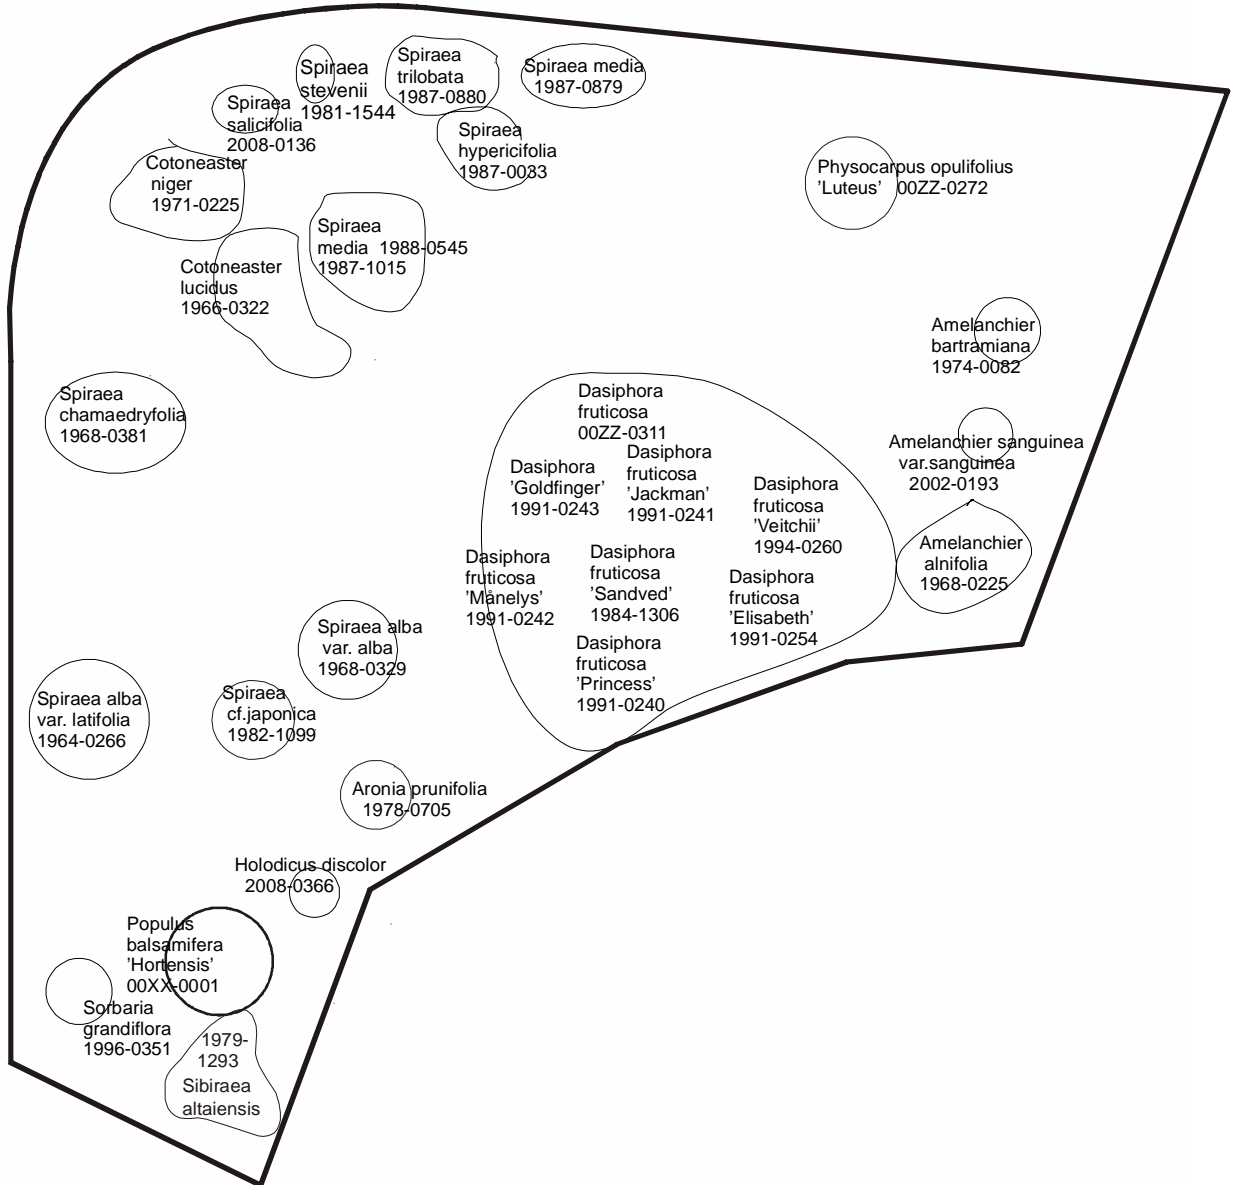 Spiraea
stevenii
1981-1544
Spiraea
trilobata
1987-0880
Spiraea media
1987-0879
Spiraea
salicifolia
2008-0136
Spiraea
hypericifolia
1987-0033
Cotoneaster
niger
1971-0225
Physocarpus opulifolius
'Luteus' 00ZZ-0272
Spiraea
media 1988-0545
1987-1015
Cotoneaster
lucidus
1966-0322
Amelanchier
bartramiana
1974-0082
Spiraea
chamaedryfolia
1968-0381
Dasiphora
fruticosa
00ZZ-0311
Amelanchier sanguinea
var.sanguinea
2002-0193
Dasiphora
'Goldfinger'
1991-0243
Dasiphora
fruticosa
'Jackman'
1991-0241
Dasiphora
fruticosa
'Veitchii'
1994-0260
Amelanchier
alnifolia
1968-0225
Dasiphora
fruticosa
'Månelys'
1991-0242
Dasiphora
fruticosa
'Sandved'
1984-1306
Dasiphora
fruticosa
'Elisabeth'
1991-0254
Spiraea alba
var. alba
1968-0329
Dasiphora
fruticosa
'Princess'
1991-0240
Spiraea alba
var. latifolia
1964-0266
Spiraea
cf.japonica
1982-1099
Aronia prunifolia
1978-0705
Holodicus discolor
2008-0366
Populus
balsamifera
'Hortensis'
00XX-0001
Sorbaria
grandiflora
1996-0351
1979-
1293
Sibiraea
altaiensis